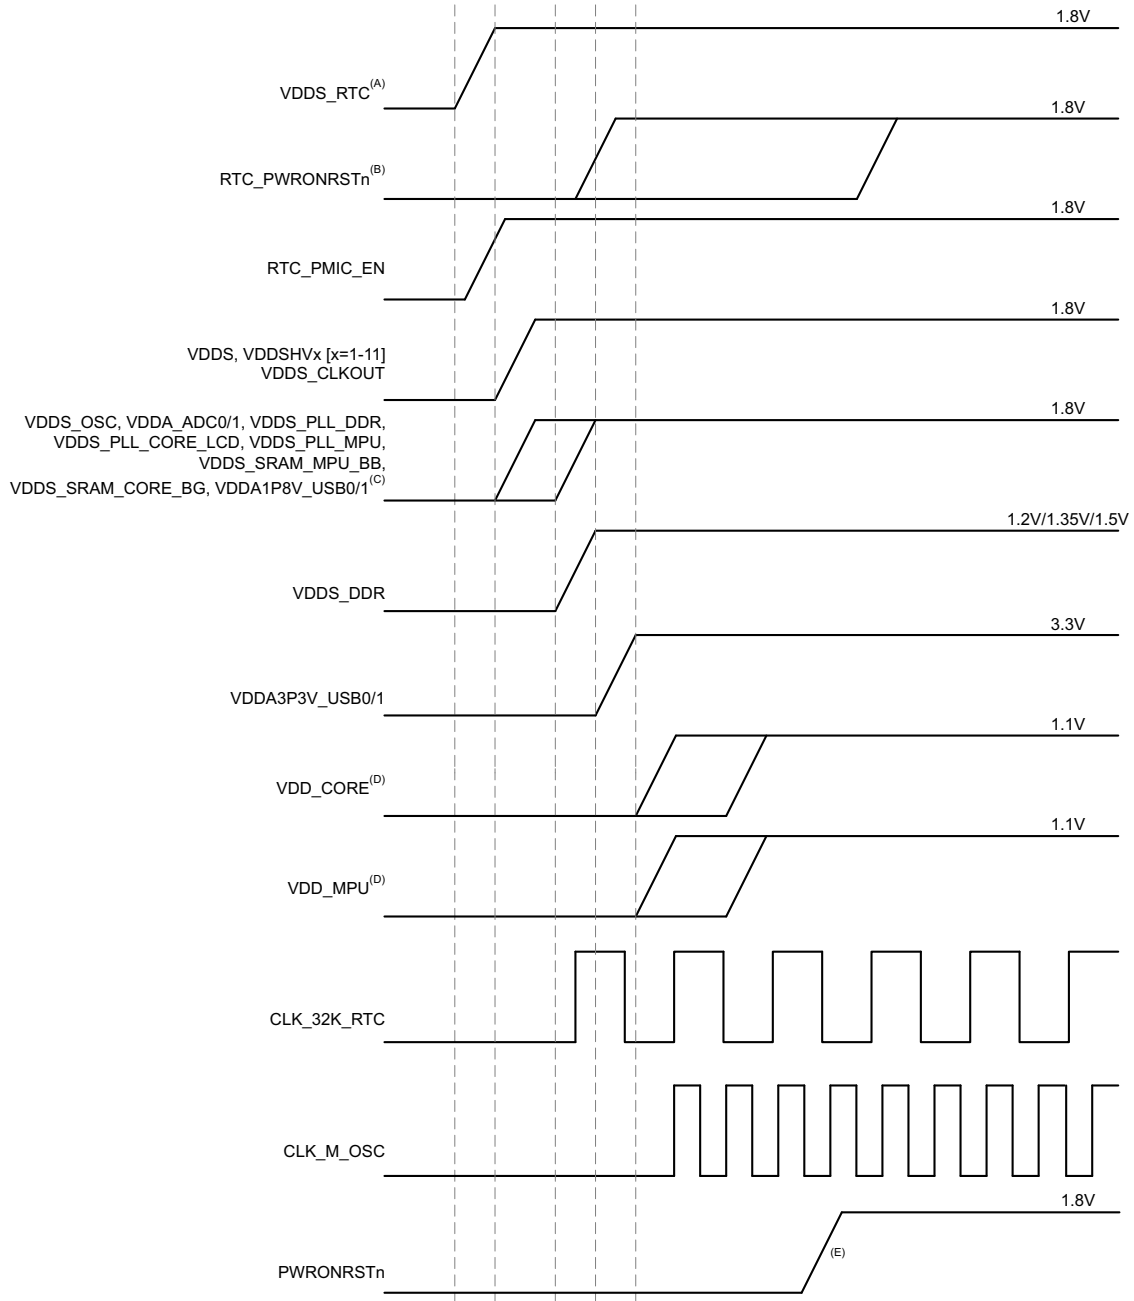 1.8V
VDDS_RTC(A)
1.8V
RTC_PWRONRSTn(B)
1.8V
RTC_PMIC_EN
1.8V
VDDS, VDDSHVx [x=1-11]
VDDS_CLKOUT
1.8V
VDDS_OSC, VDDA_ADC0/1, VDDS_PLL_DDR,
VDDS_PLL_CORE_LCD, VDDS_PLL_MPU,
VDDS_SRAM_MPU_BB,
VDDS_SRAM_CORE_BG, VDDA1P8V_USB0/1(C)
1.2V/1.35V/1.5V
VDDS_DDR
3.3V
VDDA3P3V_USB0/1
1.1V
VDD_CORE(D)
1.1V
VDD_MPU(D)
CLK_32K_RTC
CLK_M_OSC
1.8V
(E)
PWRONRSTn